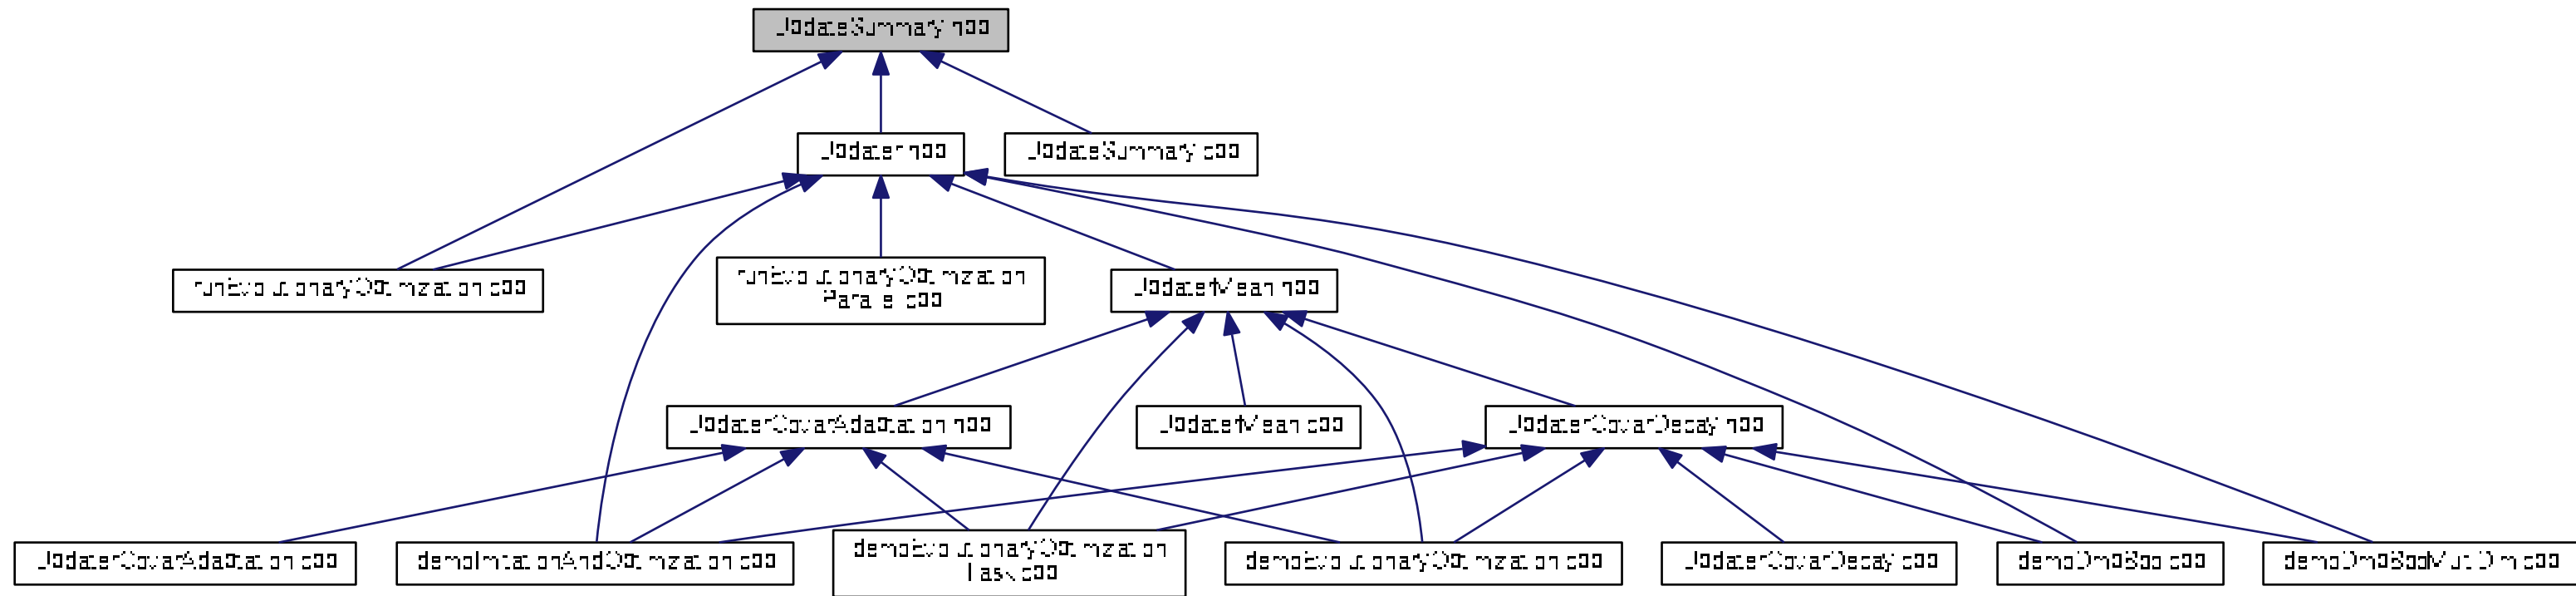 UpdateSummary.hpp
Updater.hpp
UpdateSummary.cpp
runEvolutionaryOptimization.cpp
runEvolutionaryOptimization
Parallel.cpp
UpdaterMean.hpp
UpdaterCovarAdaptation.hpp
UpdaterMean.cpp
UpdaterCovarDecay.hpp
UpdaterCovarAdaptation.cpp
demoImitationAndOptimization.cpp
demoEvolutionaryOptimization
Task.cpp
demoEvolutionaryOptimization.cpp
UpdaterCovarDecay.cpp
demoDmpBbo.cpp
demoDmpBboMultiDim.cpp